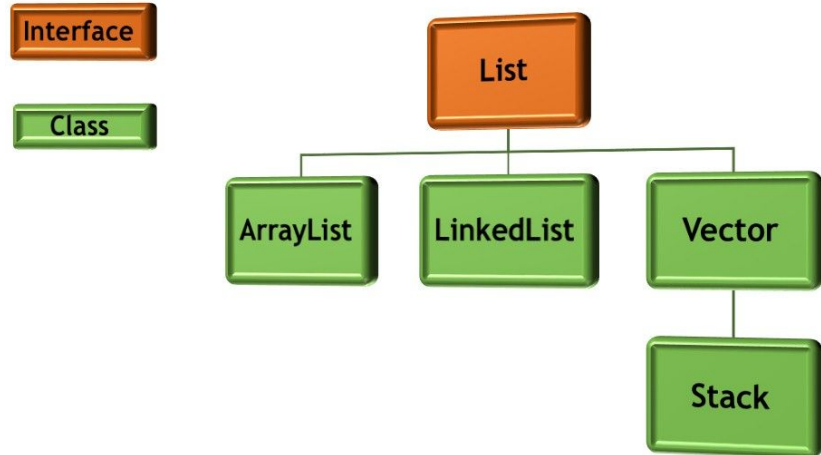 Interface
List
Class
ArrayList
LinkedList
Vector
Stack